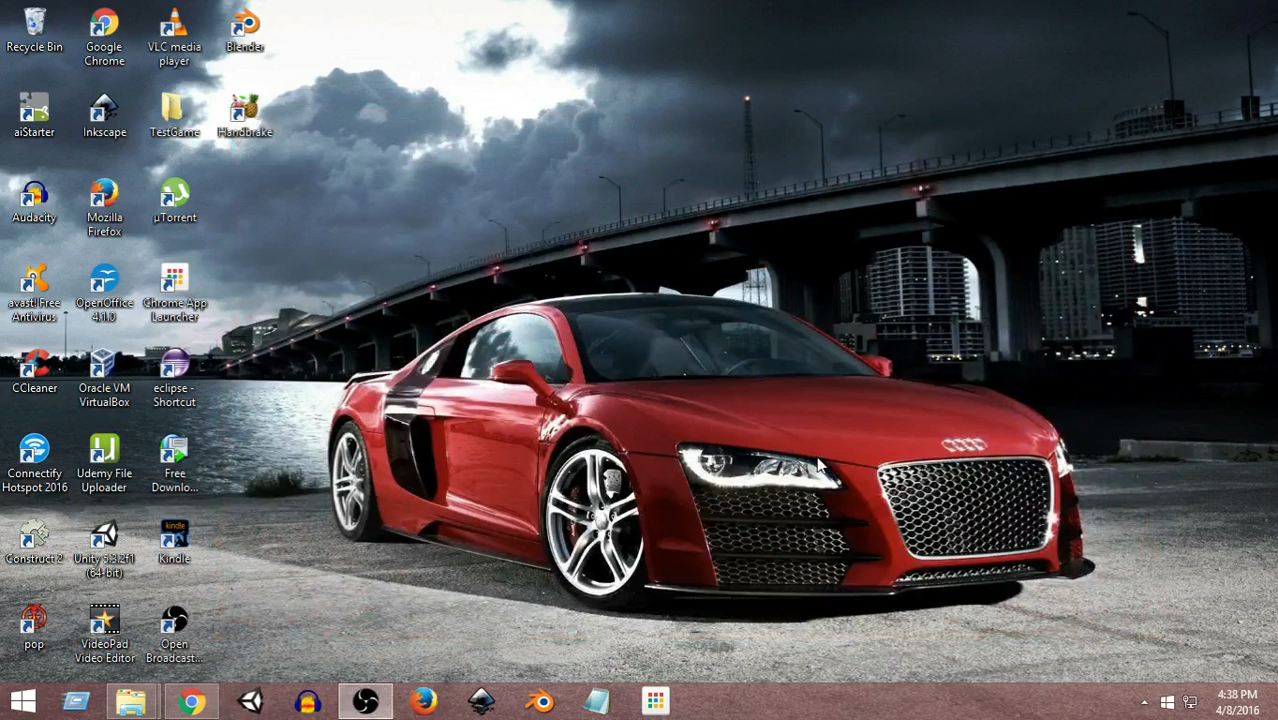 Recycle Bin
Google
Chrome
VLC media
player
Blender
aiStarter
Inkscape
TestGame
Handbrake
Audacity
Mozilla
Firefox
µTorrent
avast! Free
Antivirus
OpenOffice
4.1.0
Chrome App
Launcher
CCleaner
Oracle VM
VirtualBox
eclipse -
Shortcut
Connectify
Hotspot 2016
Udemy File
Uploader
Free
Downlo...
Construct 2
Unity 5.3.2f1
(64-bit)
kindle
Kindle
pop
VideoPad
Video Editor
Open
Broadcast...
4:38 PM
4/8/2016